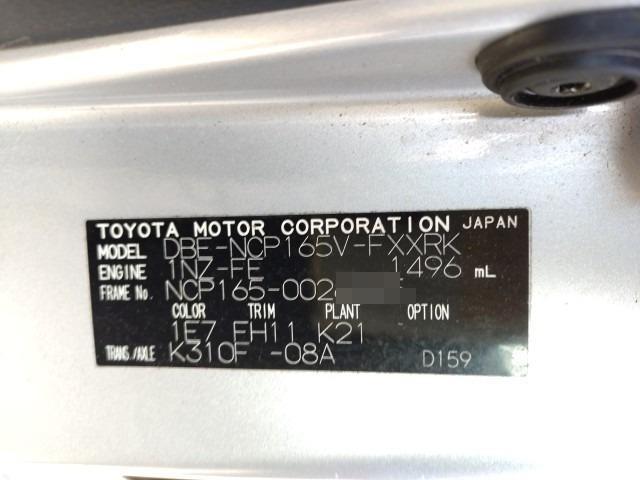 TOYOTA MOTOR CORPORATION JAPAN
MODEL DBE-NCP165V-FXXRK
ENGINE 1NZ-FE 1496 mL
FRAME No. NCP165-002
COLOR TRIM PLANT OPTION
1E7 FH11 K21
TRANS./AXLE K310F -08A D159